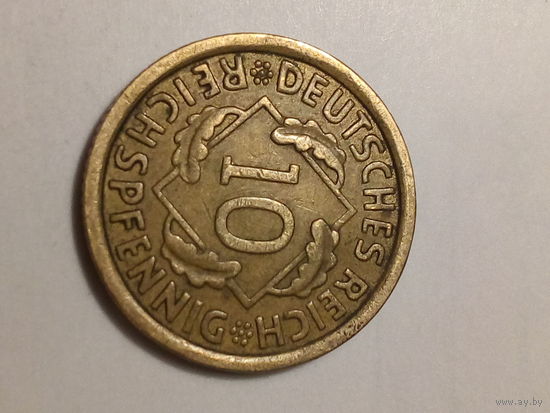 DEUTSCHES REICH
REICHSPFENNIG
10
www.ay.by